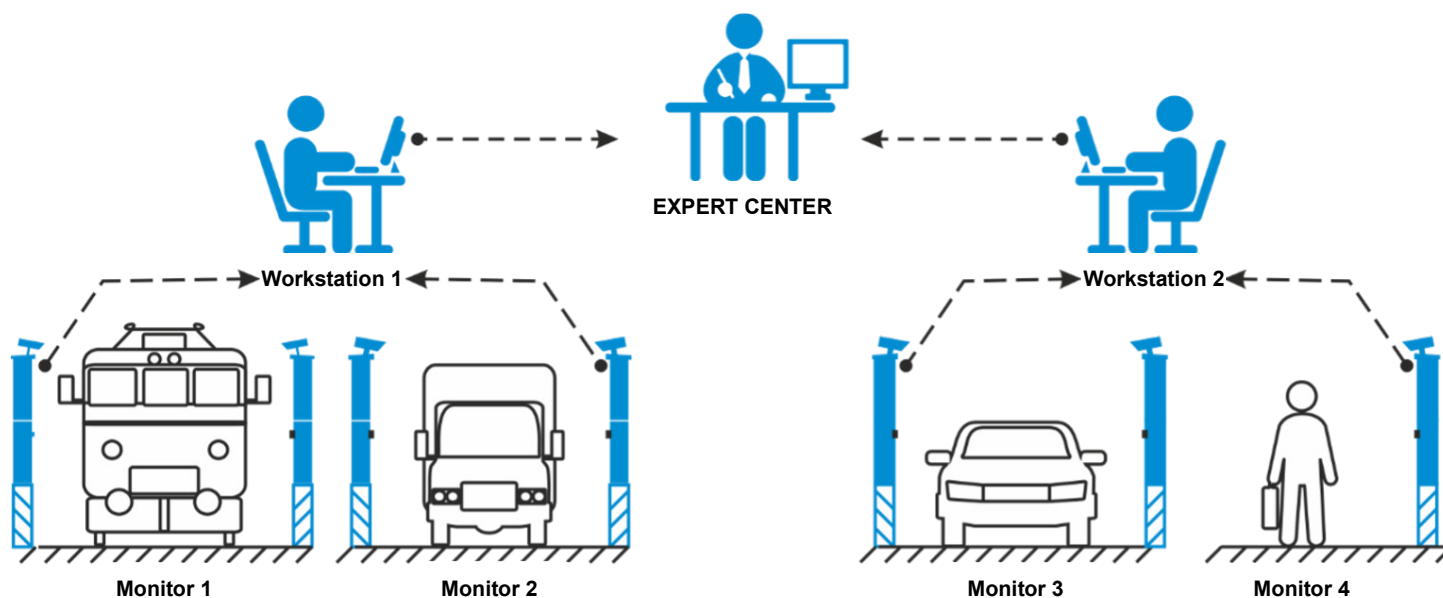 EXPERT CENTER
Workstation 1
Workstation 2
Monitor 1
Monitor 2
Monitor 3
Monitor 4